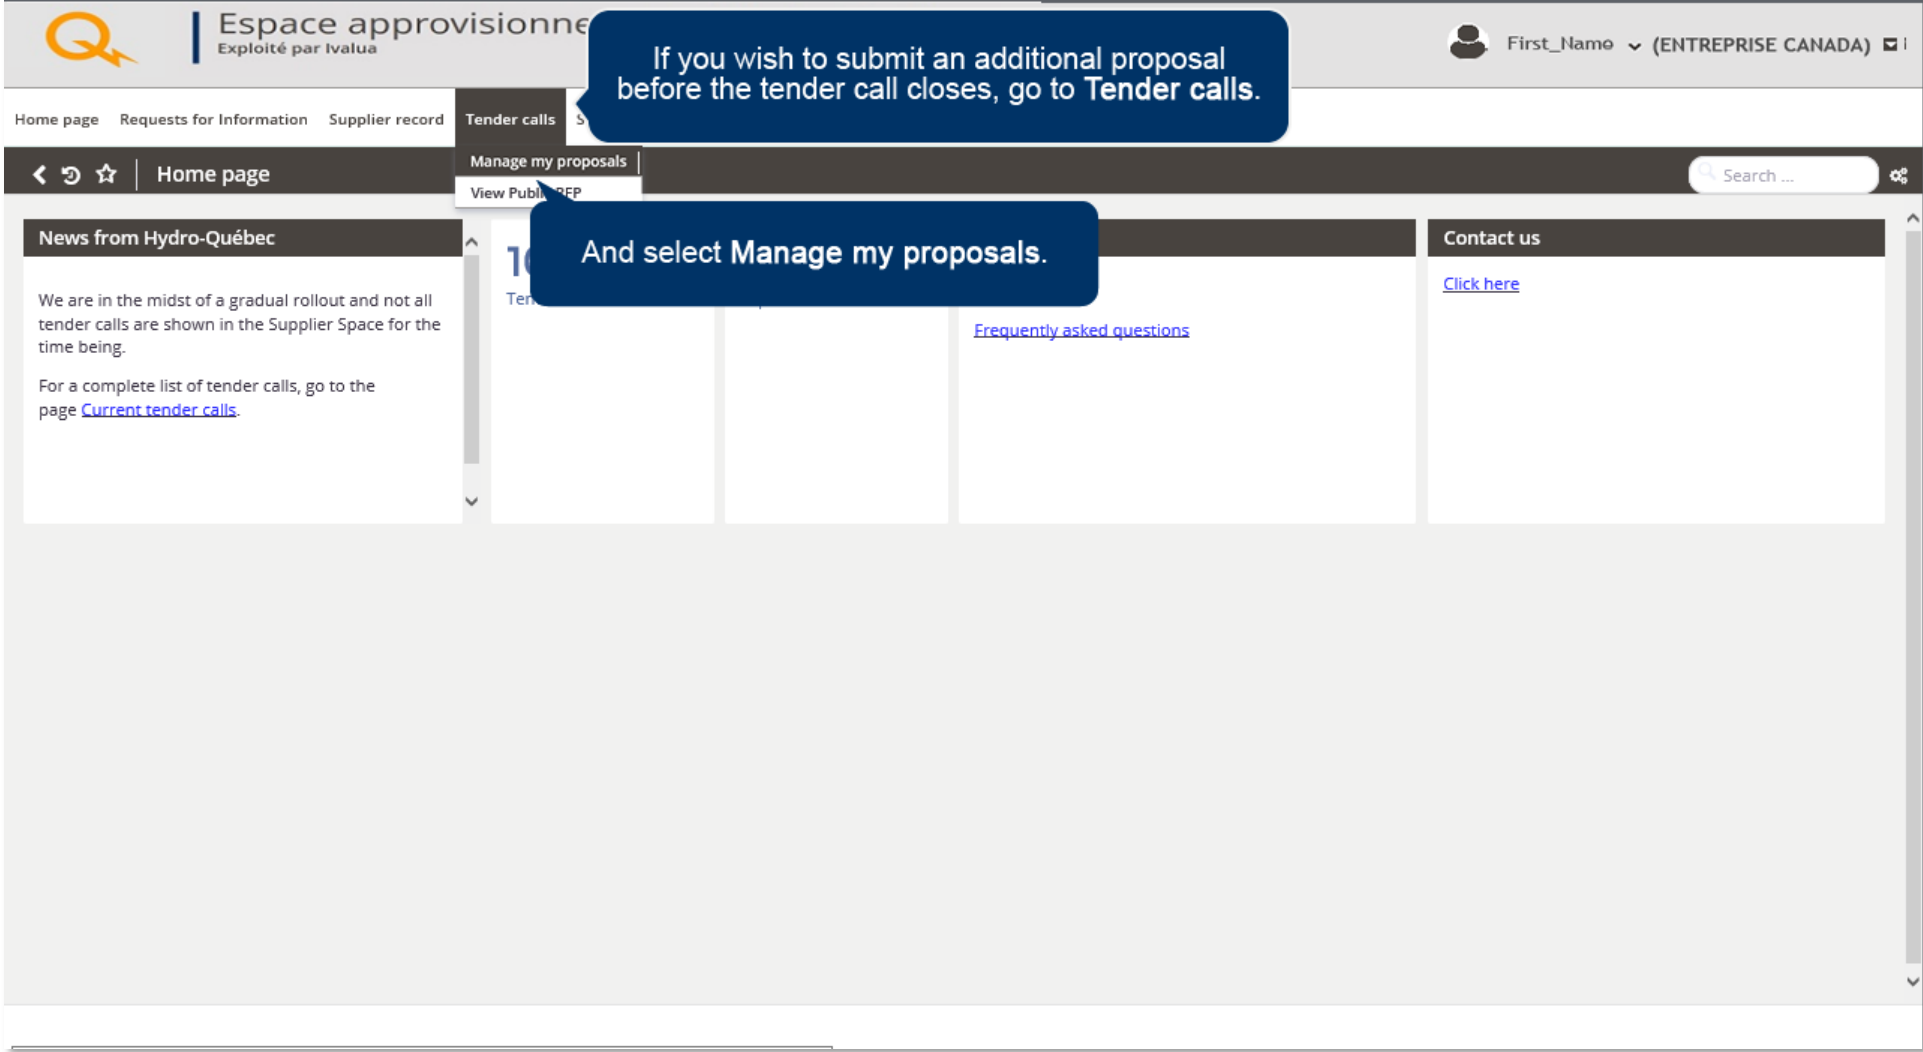 Espace approvisionne
Exploité par Ivalua
If you wish to submit an additional proposal
before the tender call closes, go to Tender calls.
First_Name (ENTREPRISE CANADA)
Home page Requests for Information Supplier record Tender calls S
Manage my proposals
View Public RFP
Home page
Search ...
And select Manage my proposals.
News from Hydro-Québec
We are in the midst of a gradual rollout and not all
tender calls are shown in the Supplier Space for the
time being.
For a complete list of tender calls, go to the
page Current tender calls.
Ten
Frequently asked questions
Contact us
Click here